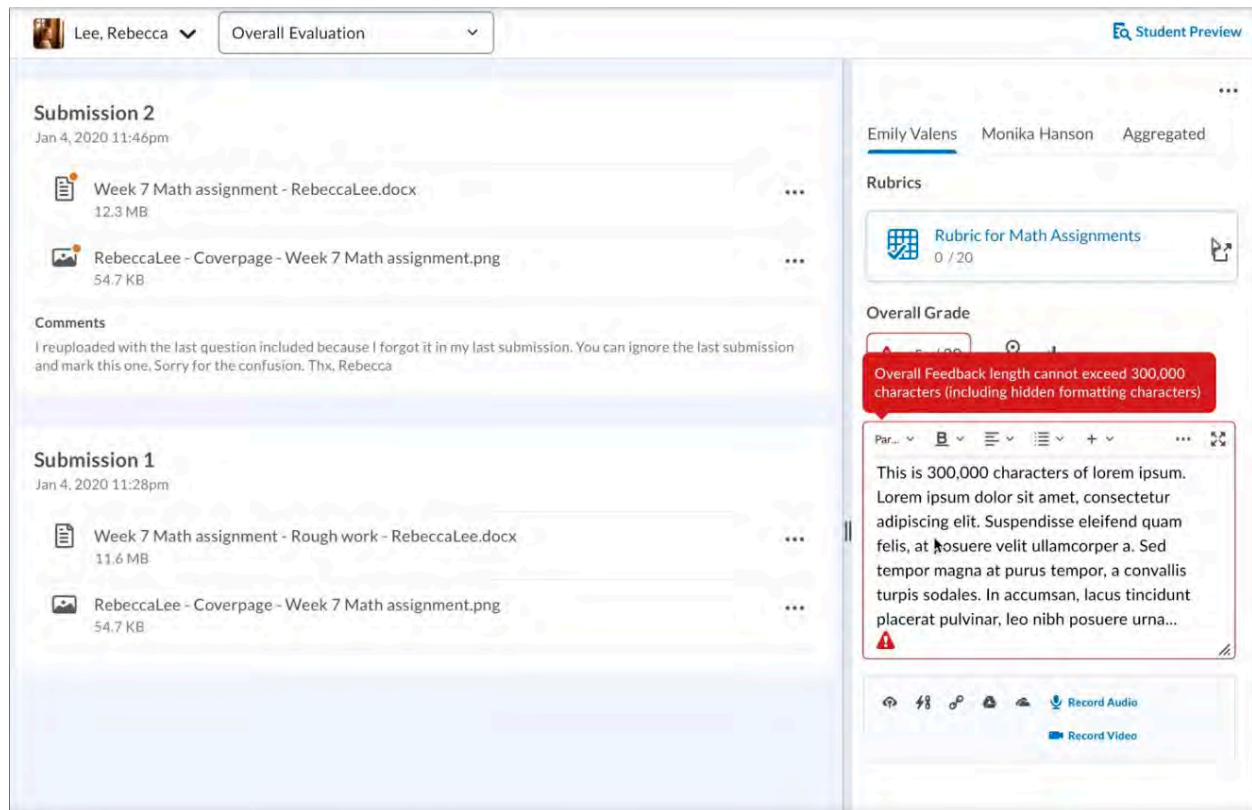 Lee, Rebecca
Overall Evaluation
Student Preview
Submission 2
Jan 4, 2020 11:46pm
Week 7 Math assignment - RebeccaLee.docx
12.3 MB
RebeccaLee - Coverpage - Week 7 Math assignment.png
54.7 KB
Comments
I reuploaded with the last question included because I forgot it in my last submission. You can ignore the last submission
and mark this one, Sorry for the confusion. Thx, Rebecca
Submission 1
Jan 4, 2020 11:28pm
Week 7 Math assignment - Rough work - RebeccaLee.docx
11.6 MB
RebeccaLee - Coverpage - Week 7 Math assignment.png
54.7 KB
Emily Valens Monika Hanson Aggregated
Rubrics
Rubric for Math Assignments
0 / 20
Overall Grade
Overall Feedback length cannot exceed 300,000
characters (including hidden formatting characters)
Par...
B
This is 300,000 characters of lorem ipsum.
Lorem ipsum dolor sit amet, consectetur
adipiscing elit. Suspendisse eleifend quam
felis, at posuere velit ullamcorper a. Sed
tempor magna at purus tempor, a convallis
turpis sodales. In accumsan, lacus tincidunt
placerat pulvinar, leo nibh posuere urna...
Record Audio
Record Video